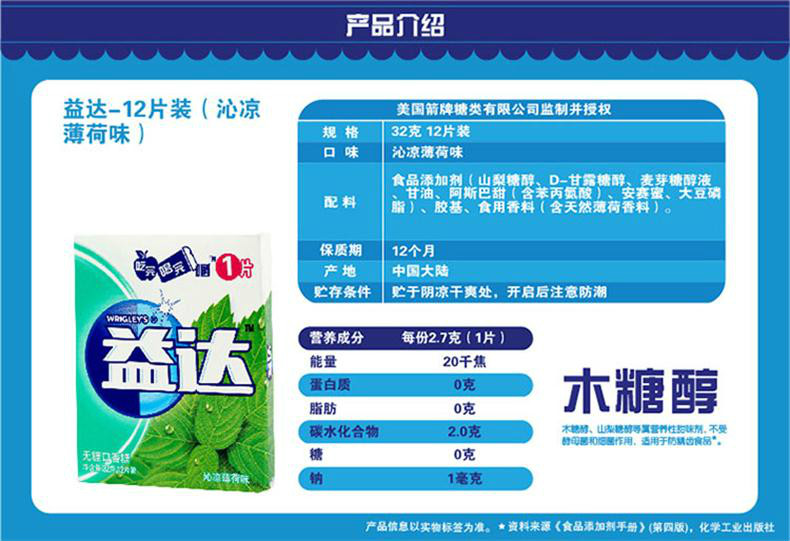 产品介绍
益达-12片装（沁凉
薄荷味）
美国箭牌糖类有限公司监制并授权
规 格 32克 12片装
口 味 沁凉薄荷味
配 料 食品添加剂（山梨糖醇、D-甘露糖醇、麦芽糖醇液
、甘油、阿斯巴甜（含苯丙氨酸）、安赛蜜、大豆磷
脂）、胶基、食用香料（含天然薄荷香料）。
保质期 12个月
产 地 中国大陆
贮存条件 贮于阴凉干爽处，开启后注意防潮
吃完喝完嚼™1片
WRIGLEY'S®
益达™
无糖口香糖
沁凉薄荷味
营养成分 每份2.7克（1片）
能量 20千焦
蛋白质 0克
脂肪 0克
碳水化合物 2.0克
糖 0克
钠 1毫克
木糖醇
木糖醇、山梨糖醇等属营养性甜味剂，不受
酵母菌和细菌作用，适用于防龋齿食品★。
产品信息以实物标签为准。★资料来源《食品添加剂手册》(第四版)，化学工业出版社